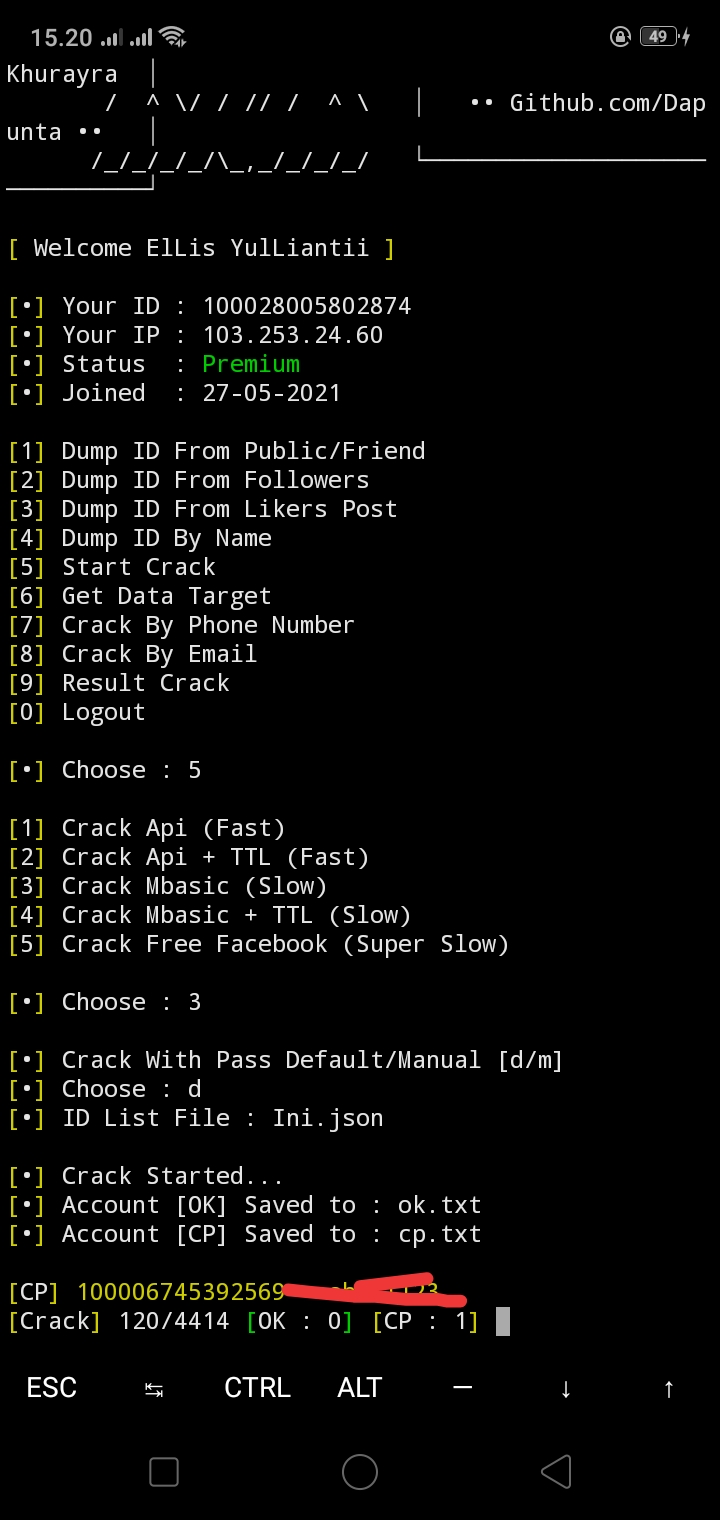 15.20 49
Khurayra │
/ ^ \/ / // / ^ \ │ •• Github.com/Dap
unta •• │
/_/_/_/_/\_,_/_/_/_/ └─────────────────────
───────────┘
[ Welcome ElLis YulLiantii ]
[•] Your ID : 100028005802874
[•] Your IP : 103.253.24.60
[•] Status : Premium
[•] Joined : 27-05-2021
[1] Dump ID From Public/Friend
[2] Dump ID From Followers
[3] Dump ID From Likers Post
[4] Dump ID By Name
[5] Start Crack
[6] Get Data Target
[7] Crack By Phone Number
[8] Crack By Email
[9] Result Crack
[0] Logout
[•] Choose : 5
[1] Crack Api (Fast)
[2] Crack Api + TTL (Fast)
[3] Crack Mbasic (Slow)
[4] Crack Mbasic + TTL (Slow)
[5] Crack Free Facebook (Super Slow)
[•] Choose : 3
[•] Crack With Pass Default/Manual [d/m]
[•] Choose : d
[•] ID List File : Ini.json
[•] Crack Started...
[•] Account [OK] Saved to : ok.txt
[•] Account [CP] Saved to : cp.txt
[CP] 100006745392569
[Crack] 120/4414 [OK : 0] [CP : 1]
ESC ↹ CTRL ALT ― ↓ ↑